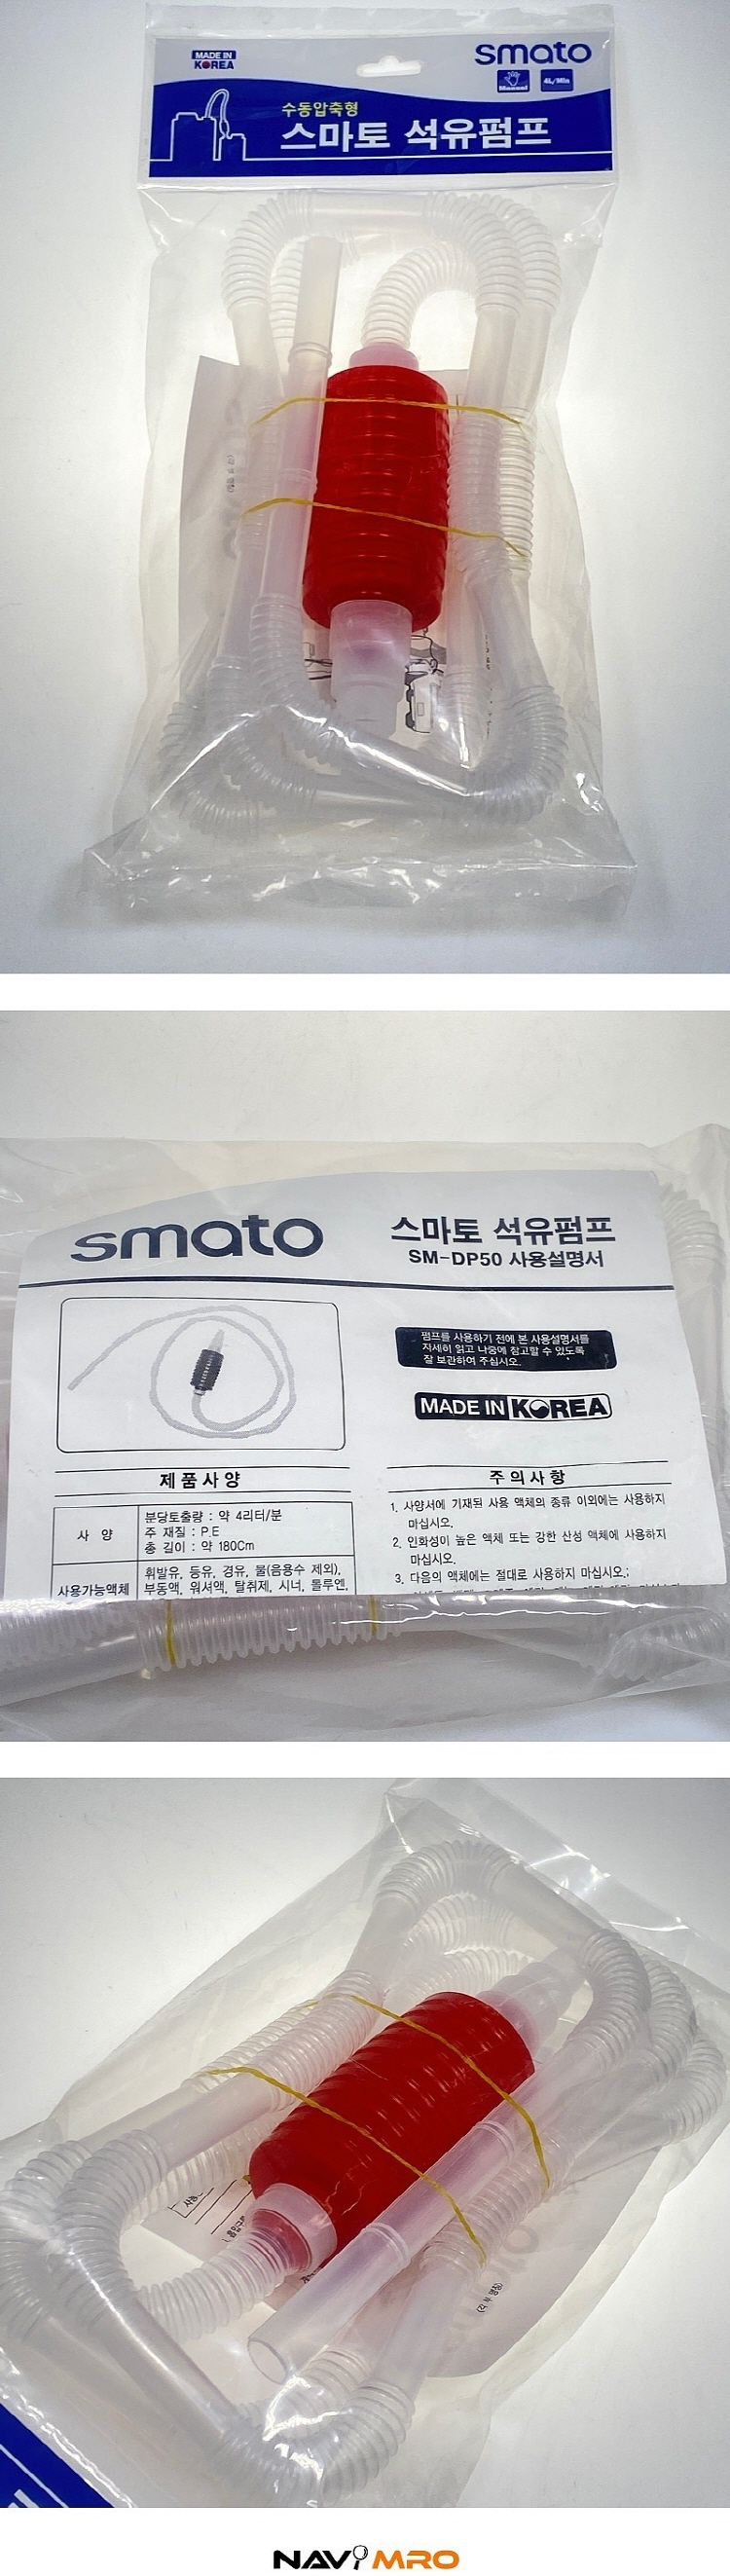 MADE IN
KOREA
smato
Manual
4L/Min
수동압축형
스마토 석유펌프
smato
스마토 석유펌프
SM-DP50 사용설명서
펌프를 사용하기 전에 본 사용설명서를
자세히 읽고 나중에 참고할 수 있도록
잘 보관하여 주십시오.
MADE IN KOREA
제품사양
사 양
분당토출량 : 약 4리터/분
주 재질 : P.E
총 길이 : 약 180Cm
사용가능액체
휘발유, 등유, 경유, 물(음용수 제외),
부동액, 워셔액, 탈취제, 시너, 톨루엔,
주의사항
1. 사양서에 기재된 사용 액체의 종류 이외에는 사용하지
마십시오.
2. 인화성이 높은 액체 또는 강한 산성 액체에 사용하지
마십시오.
3. 다음의 액체에는 절대로 사용하지 마십시오.;
(각 부 명칭)
NAVIMRO